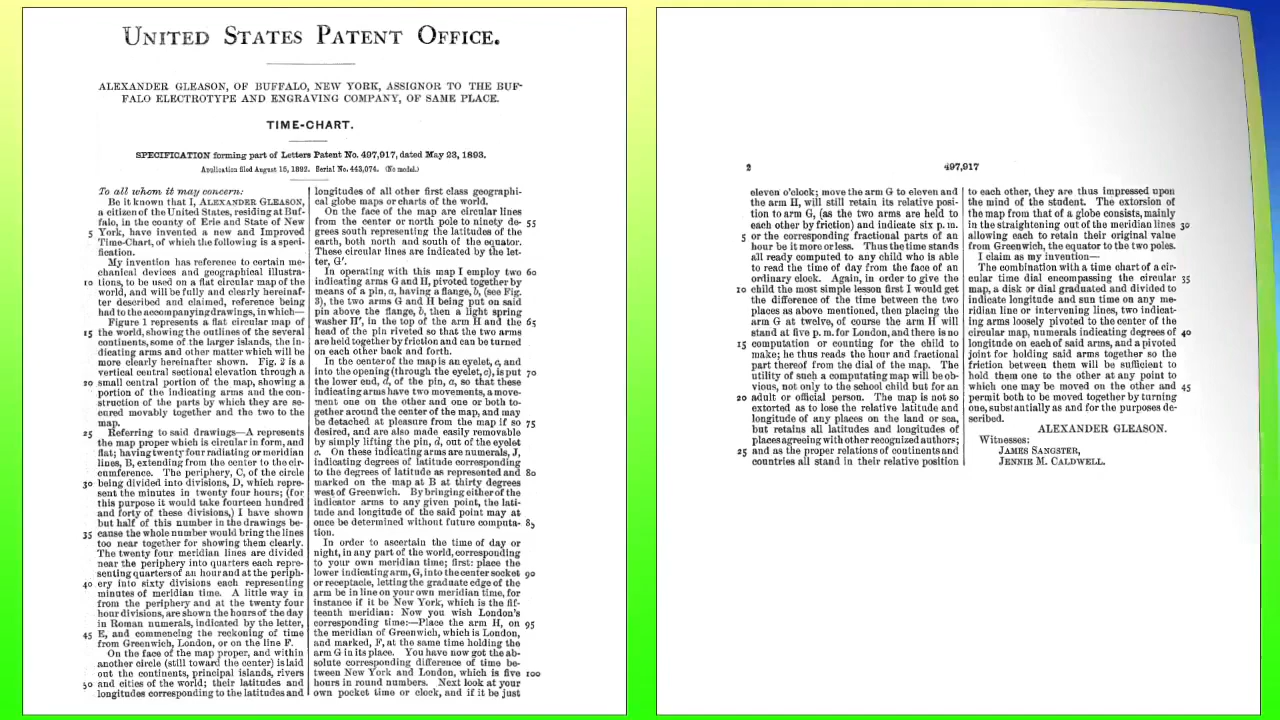 UNITED STATES PATENT OFFICE.
ALEXANDER GLEASON, OF BUFFALO, NEW YORK, ASSIGNOR TO THE BUF-
FALO ELECTROTYPE AND ENGRAVING COMPANY, OF SAME PLACE.
TIME-CHART.
SPECIFICATION forming part of Letters Patent No. 497,917, dated May 23, 1893.
Application filed August 15, 1892. Serial No. 443,074. (No model.)
To all whom it may concern:
Be it known that I, ALEXANDER GLEASON,
a citizen of the United States, residing at Buf-
falo, in the county of Erie and State of New
5 York, have invented a new and Improved
Time-Chart, of which the following is a speci-
fication.
My invention has reference to certain me-
chanical devices and geographical illustra-
10 tions, to be used on a flat circular map of the
world, and will be fully and clearly hereinaf-
ter described and claimed, reference being
had to the accompanying drawings, in which—
Figure 1 represents a flat circular map of
15 the world, showing the outlines of the several
continents, some of the larger islands, the in-
dicating arms and other matter which will be
more clearly hereinafter shown. Fig. 2 is a
vertical central sectional elevation through a
20 small central portion of the map, showing a
portion of the indicating arms and the con-
struction of the parts by which they are se-
cured movably together and the two to the
map.
25 Referring to said drawings—A represents
the map proper which is circular in form, and
flat; having twenty four radiating or meridian
lines, B, extending from the center to the cir-
cumference. The periphery, C, of the circle
30 being divided into divisions, D, which repre-
sent the minutes in twenty four hours; (for
this purpose it would take fourteen hundred
and forty of these divisions,) I have shown
but half of this number in the drawings be-
35 cause the whole number would bring the lines
too near together for showing them clearly.
The twenty four meridian lines are divided
near the periphery into quarters each repre-
senting quarters of an hour and at the periph-
40 ery into sixty divisions each representing
minutes of meridian time. A little way in
from the periphery and at the twenty four
hour divisions, are shown the hours of the day
in Roman numerals, indicated by the letter,
45 E, and commencing the reckoning of time
from Greenwich, London, or on the line F.
On the face of the map proper, and within
another circle (still toward the center) is laid
out the continents, principal islands, rivers
50 and cities of the world; their latitudes and
longitudes corresponding to the latitudes and
longitudes of all other first class geographi-
cal globe maps or charts of the world.
On the face of the map are circular lines
from the center or north pole to ninety de- 55
grees south representing the latitudes of the
earth, both north and south of the equator.
These circular lines are indicated by the let-
ter, G'.
In operating with this map I employ two 60
indicating arms G and H, pivoted together by
means of a pin, a, having a flange, b, (see Fig.
3), the two arms G and H being put on said
pin above the flange, b, then a light spring
washer H', in the top of the arm H and the 65
head of the pin riveted so that the two arms
are held together by friction and can be turned
on each other back and forth.
In the center of the map is an eyelet, c, and
into the opening (through the eyelet, c), is put 70
the lower end, d, of the pin, a, so that these
indicating arms have two movements, a move-
ment one on the other and one or both to-
gether around the center of the map, and may
be detached at pleasure from the map if so 75
desired, and are also made easily removable
by simply lifting the pin, d, out of the eyelet
c. On these indicating arms are numerals, J,
indicating degrees of latitude corresponding
to the degrees of latitude as represented and 80
marked on the map at B at thirty degrees
west of Greenwich. By bringing either of the
indicator arms to any given point, the lati-
tude and longitude of the said point may at
once be determined without future computa- 85
tion.
In order to ascertain the time of day or
night, in any part of the world, corresponding
to your own meridian time; first: place the
lower indicating arm, G, into the center socket 90
or receptacle, letting the graduate edge of the
arm be in line on your own meridian time, for
instance if it be New York, which is the fif-
teenth meridian: Now you wish London's
corresponding time:—Place the arm H, on 95
the meridian of Greenwich, which is London,
and marked, F, at the same time holding the
arm G in its place. You have now got the ab-
solute corresponding difference of time be-
tween New York and London, which is five 100
hours in round numbers. Next look at your
own pocket time or clock, and if it be just
2 497,917
eleven o'clock; move the arm G to eleven and
the arm H, will still retain its relative posi-
tion to arm G, (as the two arms are held to
each other by friction) and indicate six p. m.
5 or the corresponding fractional parts of an
hour be it more or less. Thus the time stands
all ready computed to any child who is able
to read the time of day from the face of an
ordinary clock. Again, in order to give the
10 child the most simple lesson first I would get
the difference of the time between the two
places as above mentioned, then placing the
arm G at twelve, of course the arm H will
stand at five p. m. for London, and there is no
15 computation or counting for the child to
make; he thus reads the hour and fractional
part thereof from the dial of the map. The
utility of such a computating map will be ob-
vious, not only to the school child but for an
20 adult or official person. The map is not so
extorted as to lose the relative latitude and
longitude of any places on the land or sea,
but retains all latitudes and longitudes of
places agreeing with other recognized authors;
25 and as the proper relations of continents and
countries all stand in their relative position
to each other, they are thus impressed upon
the mind of the student. The extorsion of
the map from that of a globe consists, mainly
in the straightening out of the meridian lines 30
allowing each to retain their original value
from Greenwich, the equator to the two poles.
I claim as my invention—
The combination with a time chart of a cir-
cular time dial encompassing the circular 35
map, a disk or dial graduated and divided to
indicate longitude and sun time on any me-
ridian line or intervening lines, two indicat-
ing arms loosely pivoted to the center of the
circular map, numerals indicating degrees of 40
longitude on each of said arms, and a pivoted
joint for holding said arms together so the
friction between them will be sufficient to
hold them one to the other at any point to
which one may be moved on the other and 45
permit both to be moved together by turning
one, substantially as and for the purposes de-
scribed.
ALEXANDER GLEASON.
Witnesses:
JAMES SANGSTER,
JENNIE M. CALDWELL.